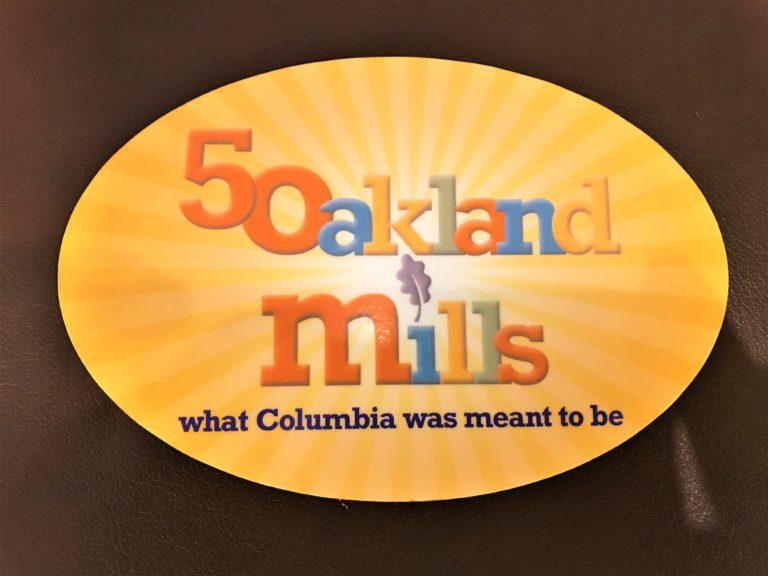 50akland
mills
what Columbia was meant to be